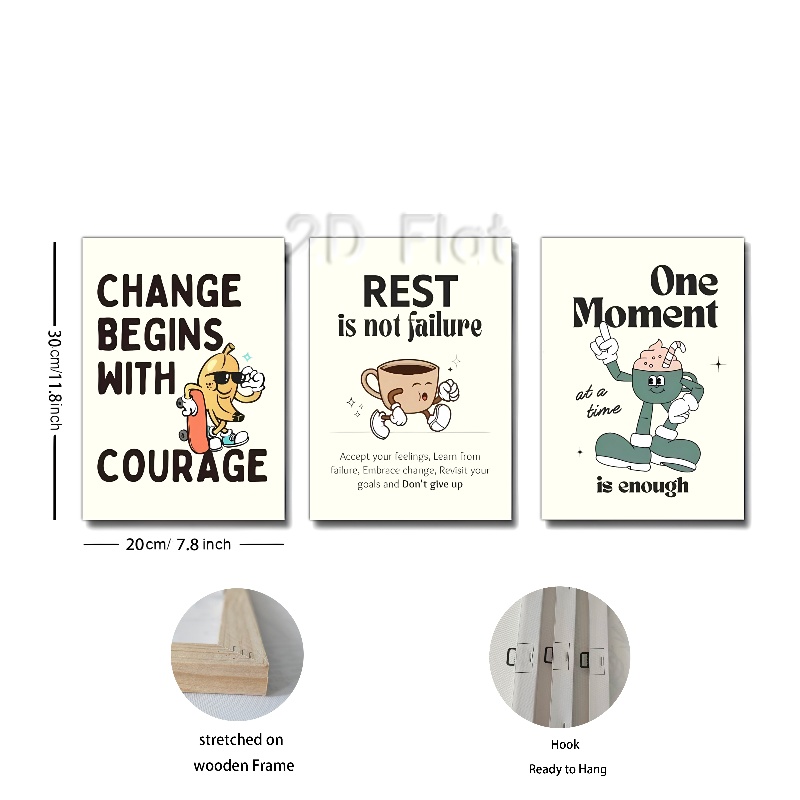 2D Flat
CHANGE
BEGINS
WITH
COURAGE
REST
is not failure
Accept your feelings, Learn from
failure, Embrace change, Revisit your
goals and Don't give up
One
Moment
at a
time
is enough
30cm/11.8inch
20cm/ 7.8 inch
stretched on
wooden Frame
Hook
Ready to Hang